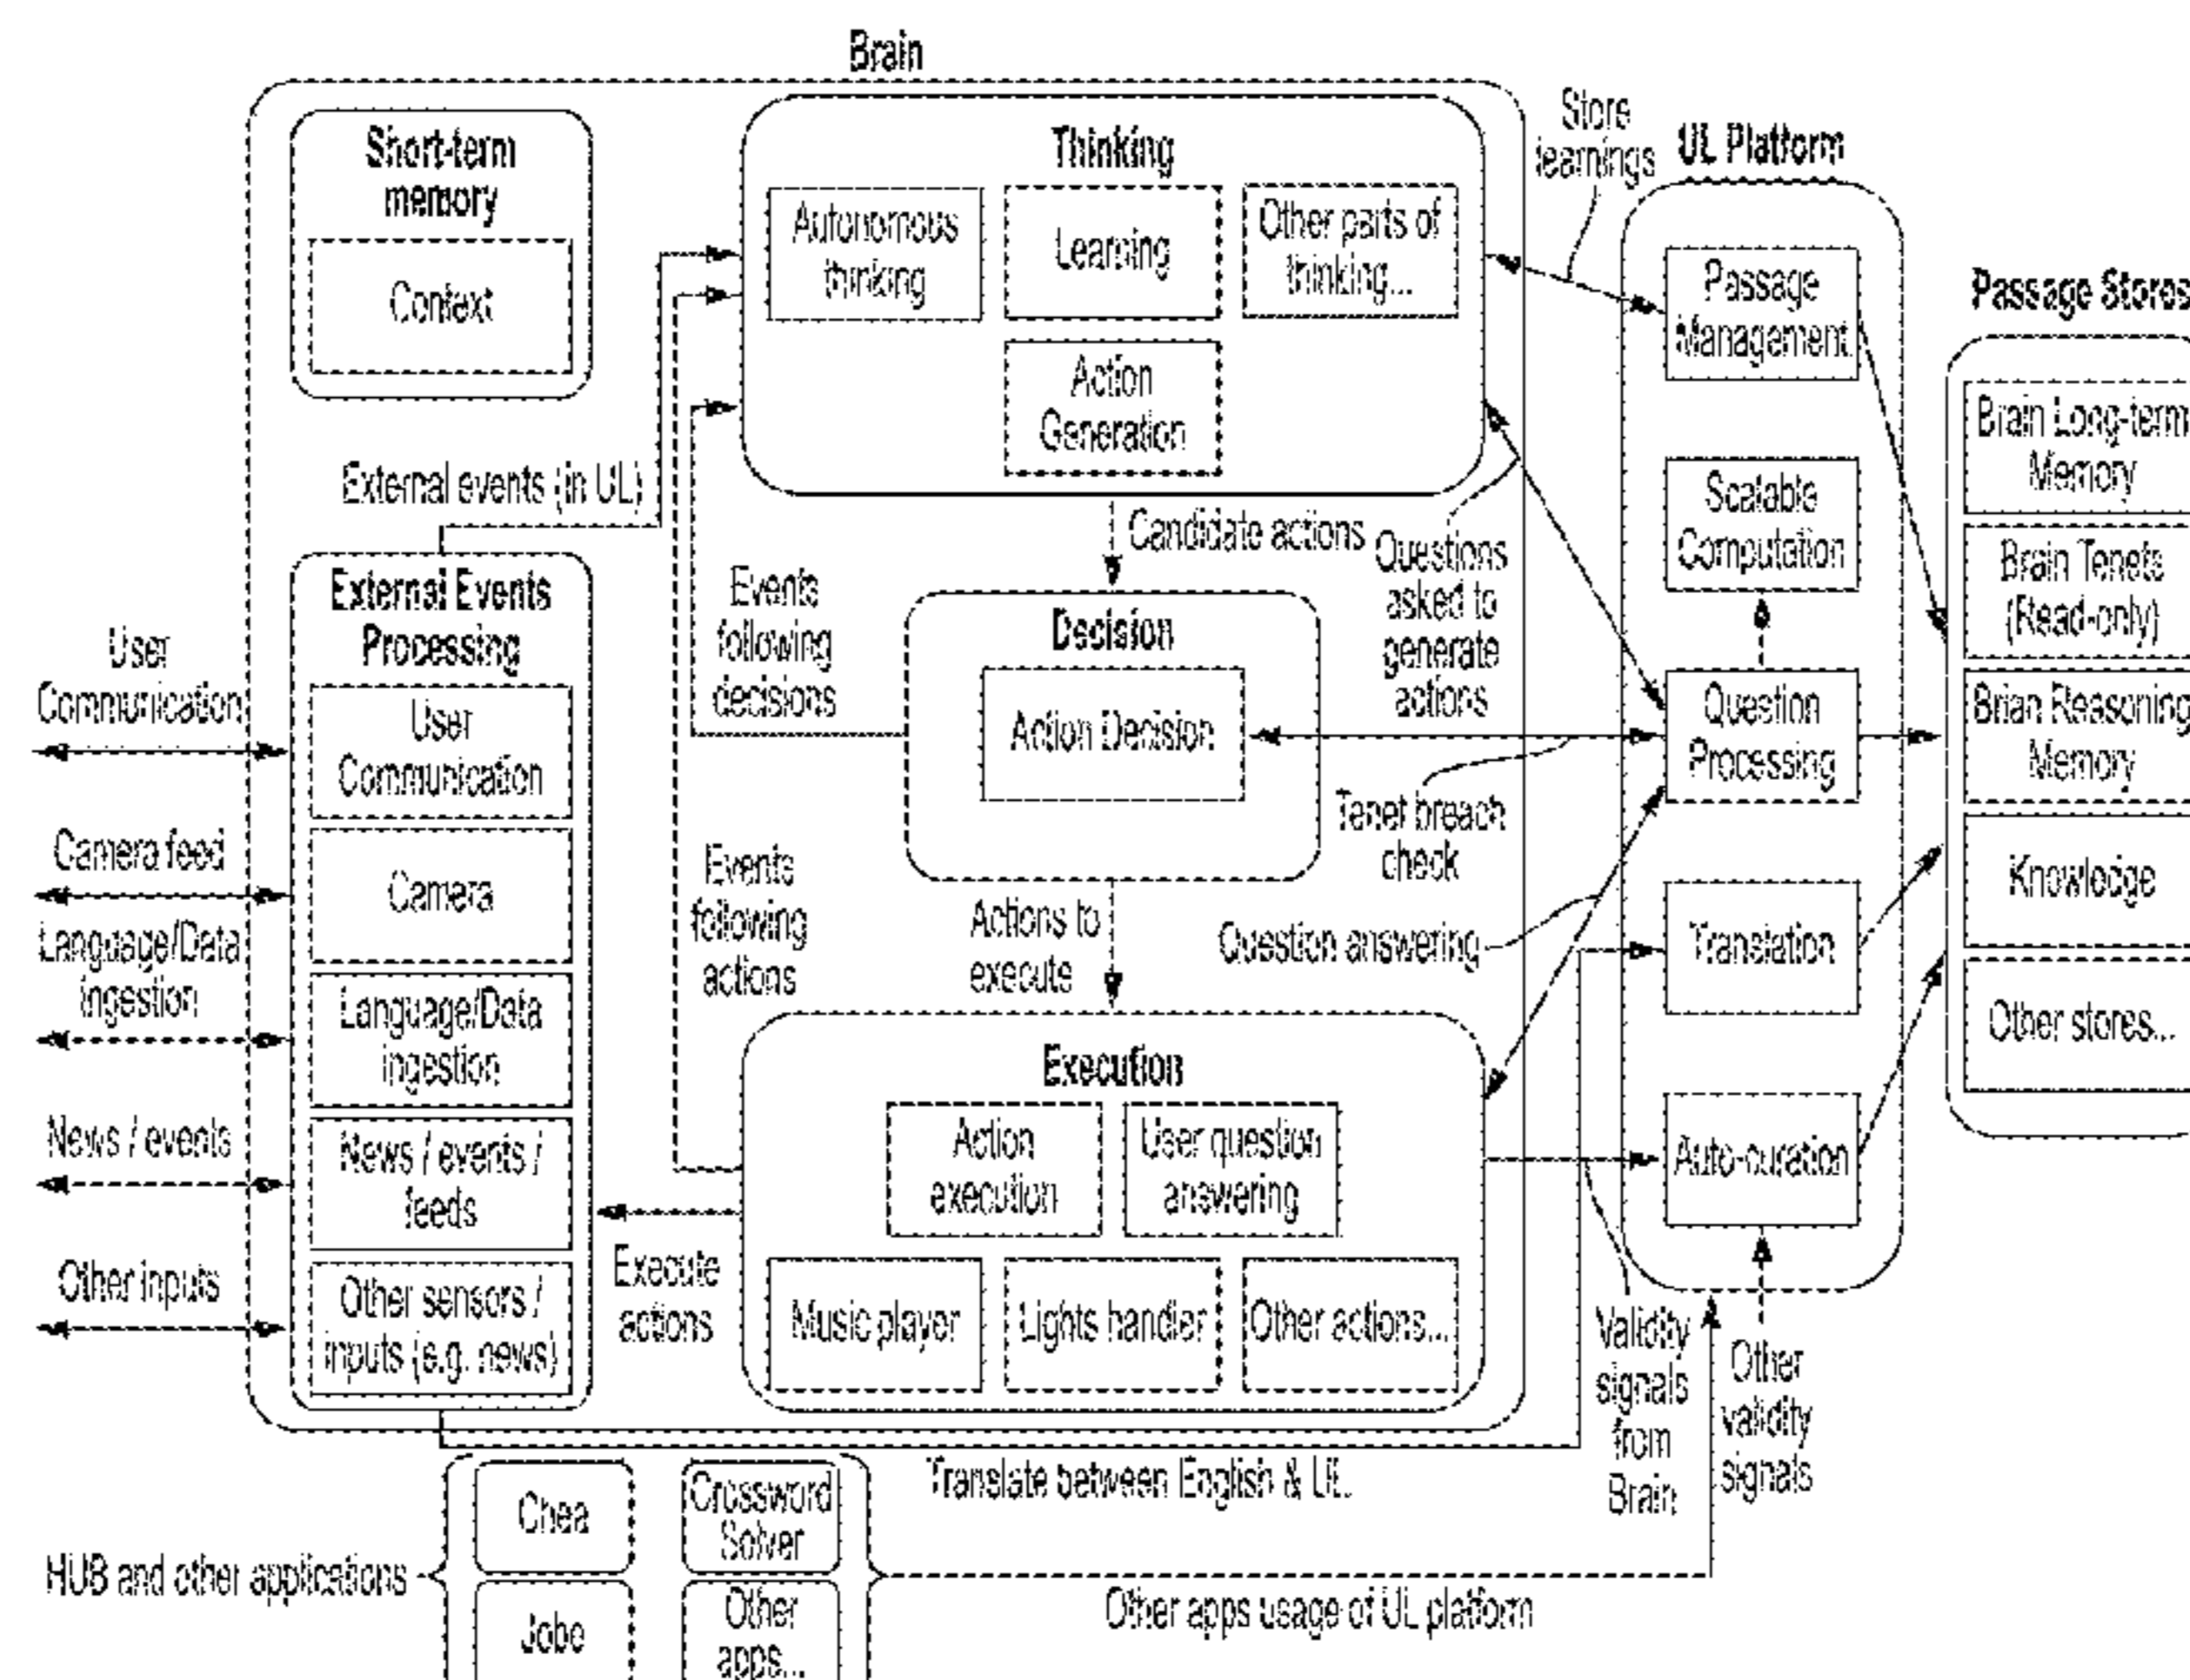 Brain
Short-term
memory
Context
Thinking
Autonomous
thinking
Learning
Other parts of
thinking...
Action
Generation
Store
learnings
UL Platform
Passage
Management
Scalable
Computation
Question
Processing
Translation
Auto-curation
Passage Stores
Brain Long-term
Memory
Brain Tenets
(Read-only)
Brian Reasoning
Memory
Knowledge
Other stores...
External events (in UL)
Candidate actions
Questions
asked to
generate
actions
Events
following
decisions
Decision
Action Decision
Tenet breach
check
Events
following
actions
Actions to
execute
Question answering
External Events
Processing
User
Communication
Camera
Language/Data
ingestion
News / events /
feeds
Other sensors /
inputs (e.g. news)
User
Communication
Camera feed
Language/Data
ingestion
News / events
Other inputs
Execution
Action
execution
User question
answering
Music player
Lights handler
Other actions...
Execute
actions
Validity
signals
from
Brain
Other
validity
signals
Translate between English & UL
HUB and other applications
Chea
Crossword
Solver
Jobe
Other
apps...
Other apps usage of UL platform